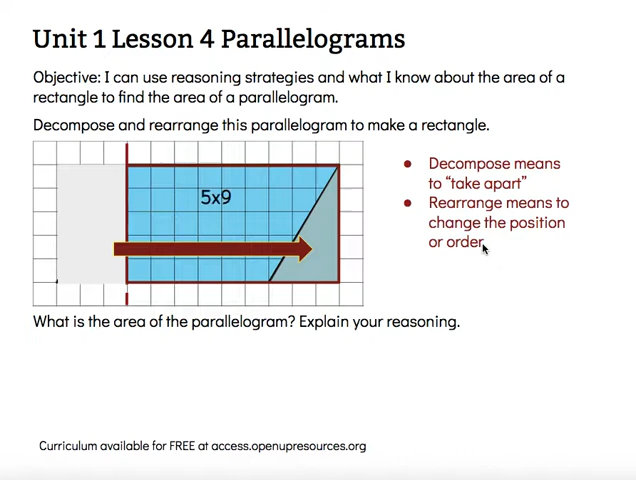 Unit 1 Lesson 4 Parallelograms
Objective: I can use reasoning strategies and what I know about the area of a
rectangle to find the area of a parallelogram.
Decompose and rearrange this parallelogram to make a rectangle.
5x9
● Decompose means
to “take apart”
● Rearrange means to
change the position
or order.
What is the area of the parallelogram? Explain your reasoning.
Curriculum available for FREE at access.openupresources.org